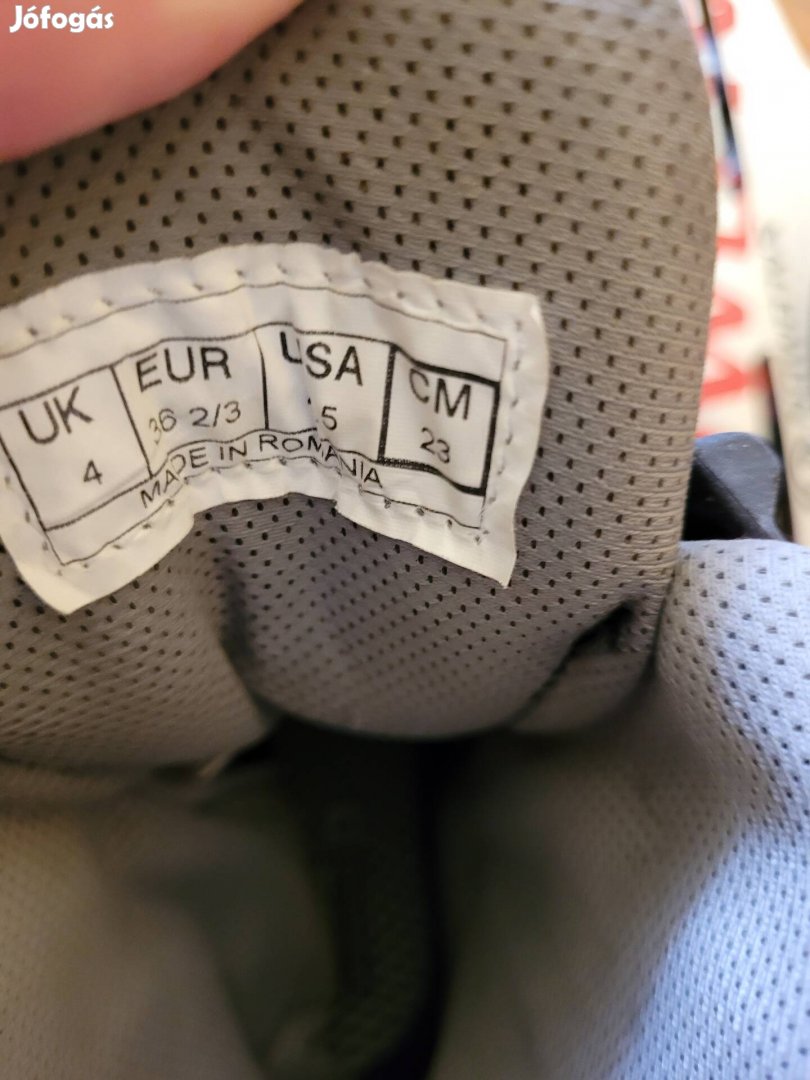 Jófogás
UK EUR USA CM
4 36 2/3 5 23
MADE IN ROMANIA